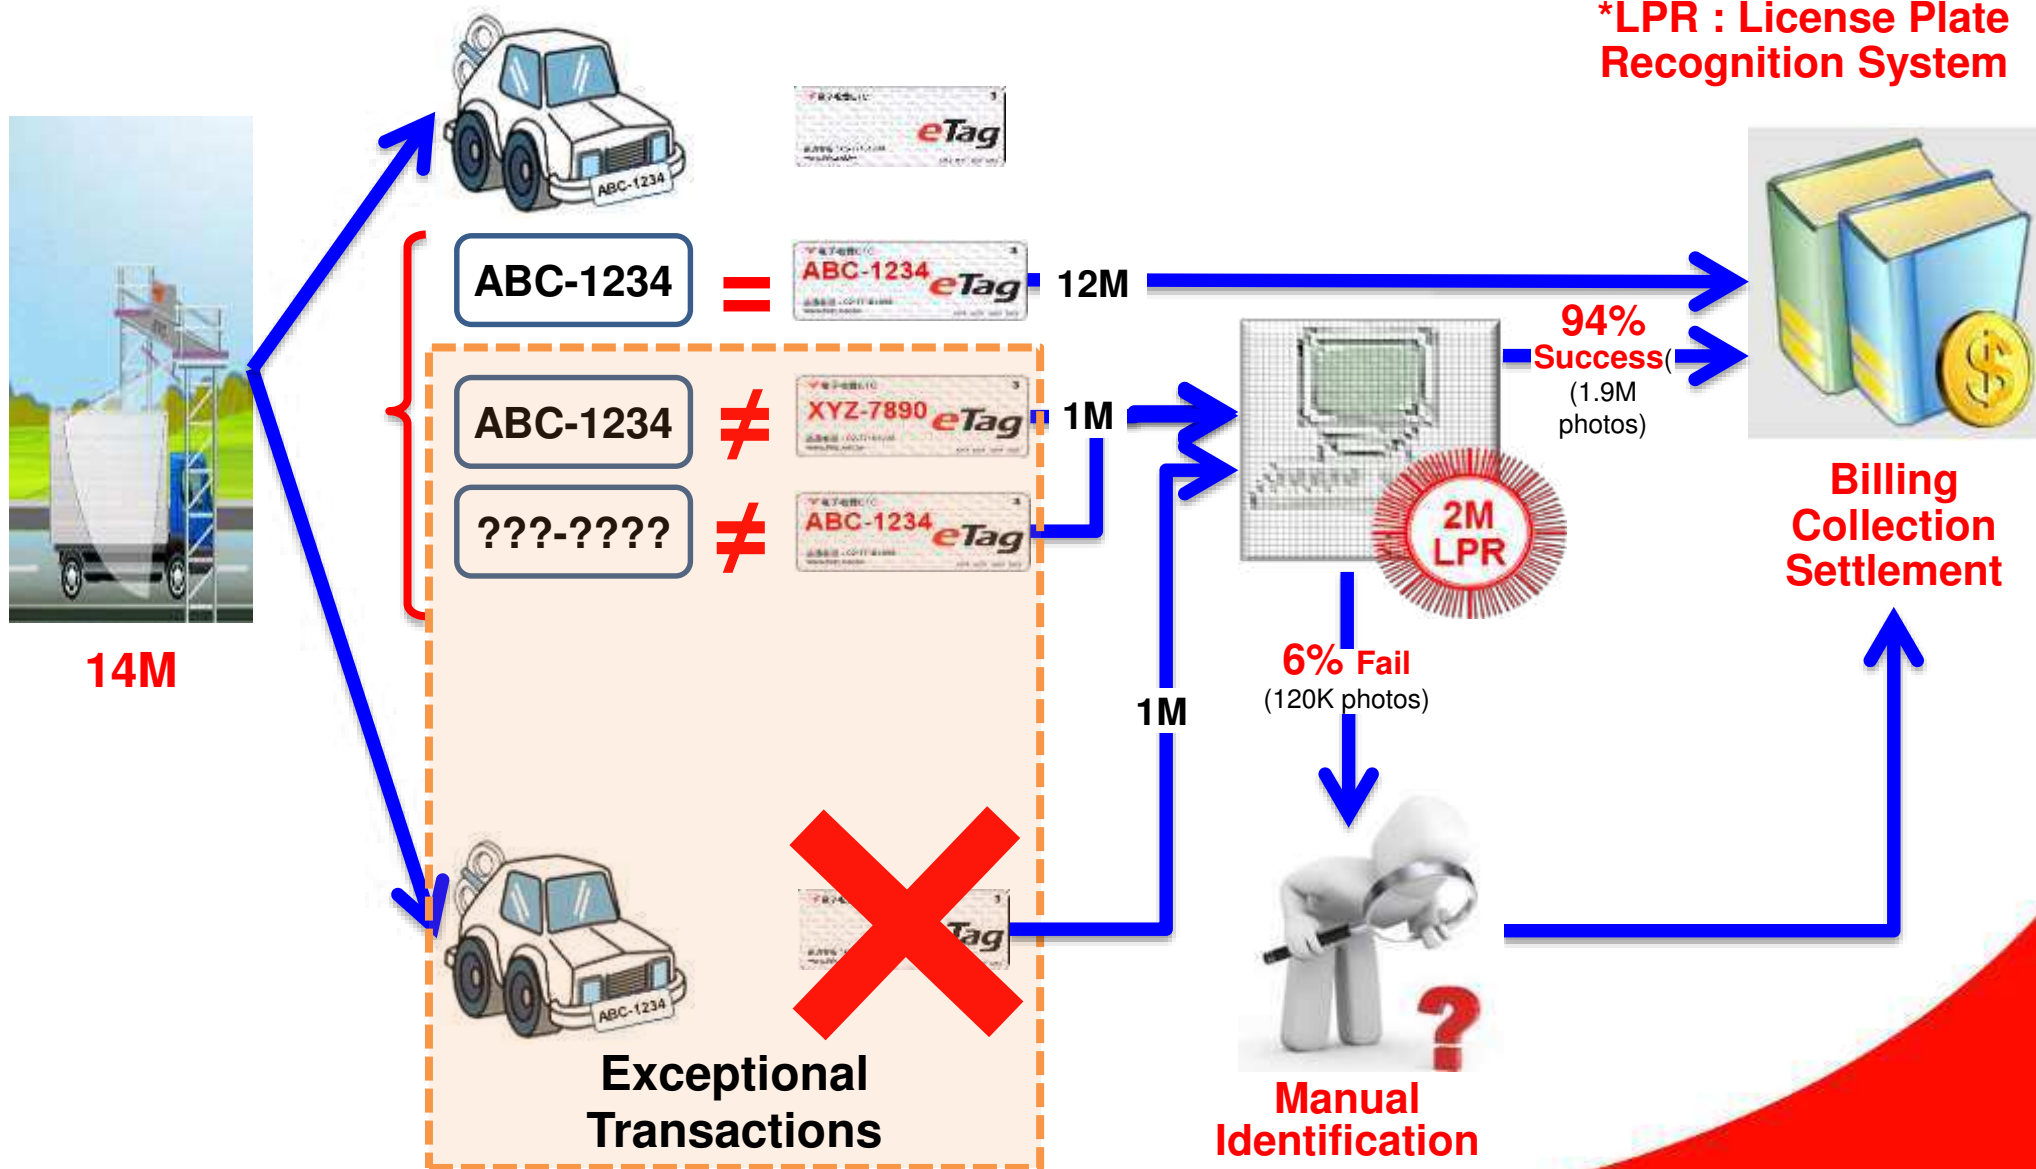 *LPR : License Plate
Recognition System
ABC-1234
eTag
ABC-1234
=
ABC-1234
eTag
12M
94%
Success(
(1.9M
photos)
ABC-1234
≠
XYZ-7890
eTag
1M
???-????
≠
ABC-1234
eTag
2M
LPR
Billing
Collection
Settlement
14M
6% Fail
(120K photos)
1M
ABC-1234
Tag
Exceptional
Transactions
?
Manual
Identification